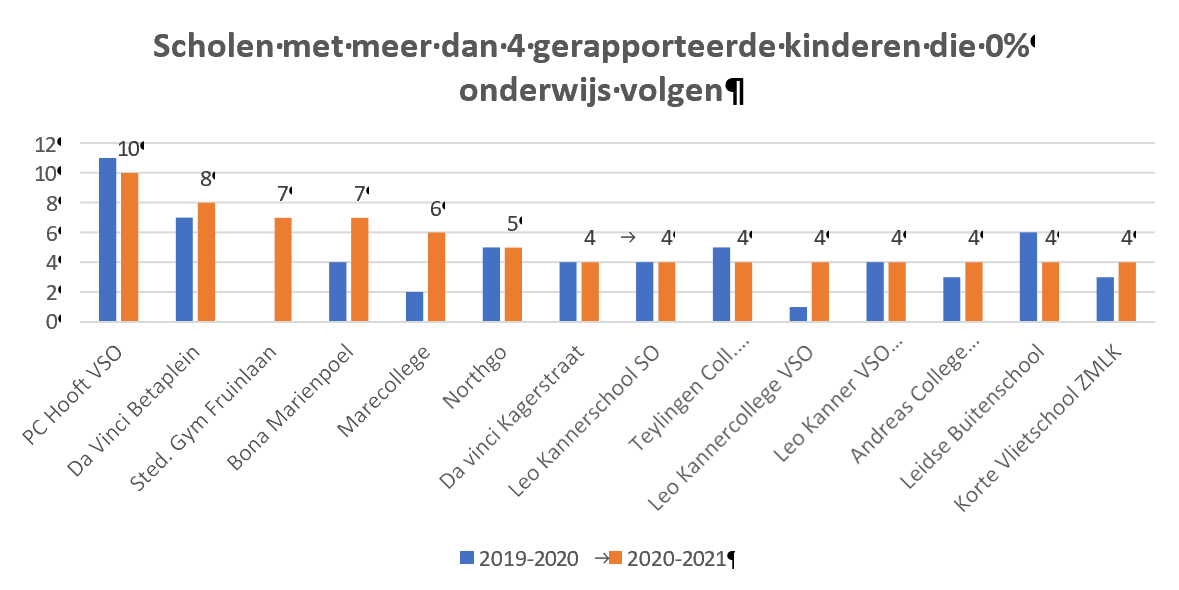 Scholen·met·meer·dan·4·gerapporteerde·kinderen·die·0%¶
onderwijs·volgen¶
12
10
8
6
4
2
0
10
8
7
7
6
5
4 → 4
4
4
4
4
4
4
PC Hooft VSO
Da Vinci Betaplein
Sted. Gym Fruinlaan
Bona Marienpoel
Marecollege
Northgo
Da vinci Kagerstraat
Leo Kannerschool SO
Teylingen Coll.…
Leo Kannercollege VSO
Leo Kanner VSO…
Andreas College…
Leidse Buitenschool
Korte Vlietschool ZMLK
2019-2020 → 2020-2021¶